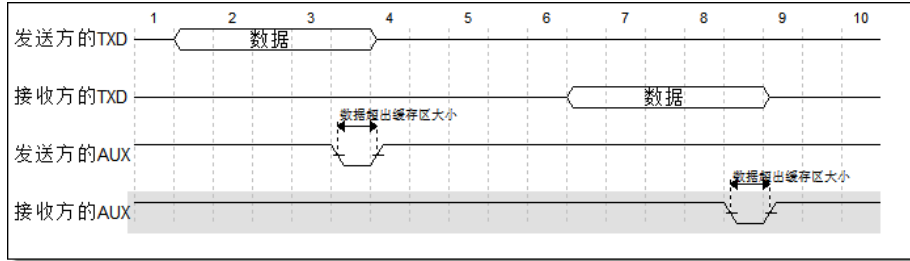 1 2 3 4 5 6 7 8 9 10
发送方的TXD 数据
接收方的TXD 数据
数据超出缓存区大小
发送方的AUX
数据超出缓存区大小
接收方的AUX